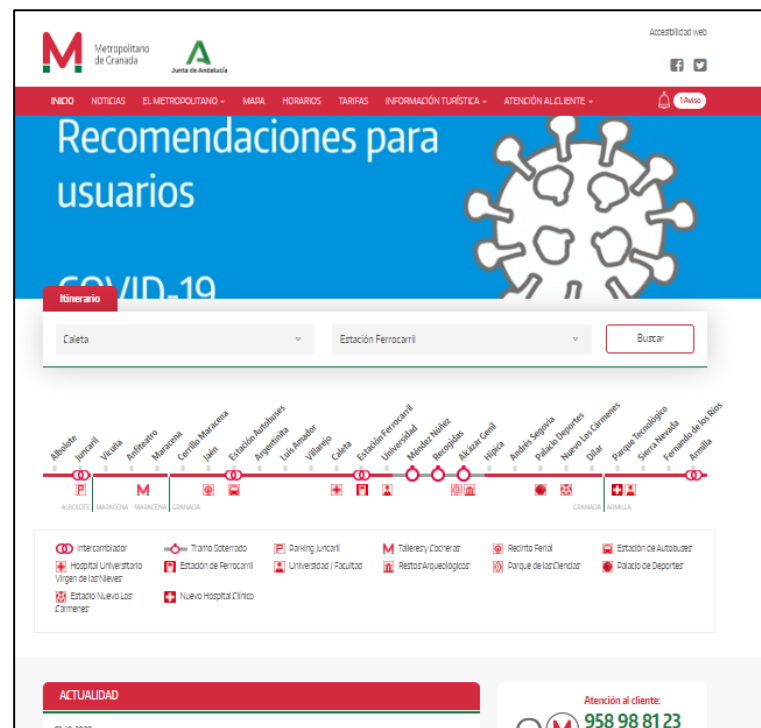 Accesibilidad web
Metropolitano
de Granada
Junta de Andalucía
INICIO NOTICIAS EL METROPOLITANO MAPA HORARIOS TARIFAS INFORMACIÓN TURÍSTICA ATENCIÓN AL CLIENTE 1 Aviso
Recomendaciones para
usuarios
COVID-19
Itinerario
Caleta Estación Ferrocarril Buscar
Albolote Juncaril Vicuña Anfiteatro Maracena Cerrillo Maracena Jaén Estación Autobuses Argentinita Luis Amador Villarejo Caleta Estación Ferrocarril Universidad Méndez Núñez Recogidas Alcázar Genil Hípica Andrés Segovia Palacio Deportes Nuevo Los Cármenes Dílar Parque Tecnológico Sierra Nevada Fernando de los Ríos Armilla
P M
ALBOLOTE MARACENA MARACENA GRANADA GRANADA ARMILLA
Intercambiador Tramo Soterrado P Parking Juncaril M Talleres y Cocheras Recinto Ferial Estación de Autobuses
Hospital Universitario Estación de Ferrocarril Universidad / Facultad Restos Arqueológicos Parque de las Ciencias Palacio de Deportes
Virgen de las Nieves
Estadio Nuevo Los Nuevo Hospital Clínico
Cármenes
ACTUALIDAD
Atención al cliente:
958 98 81 23